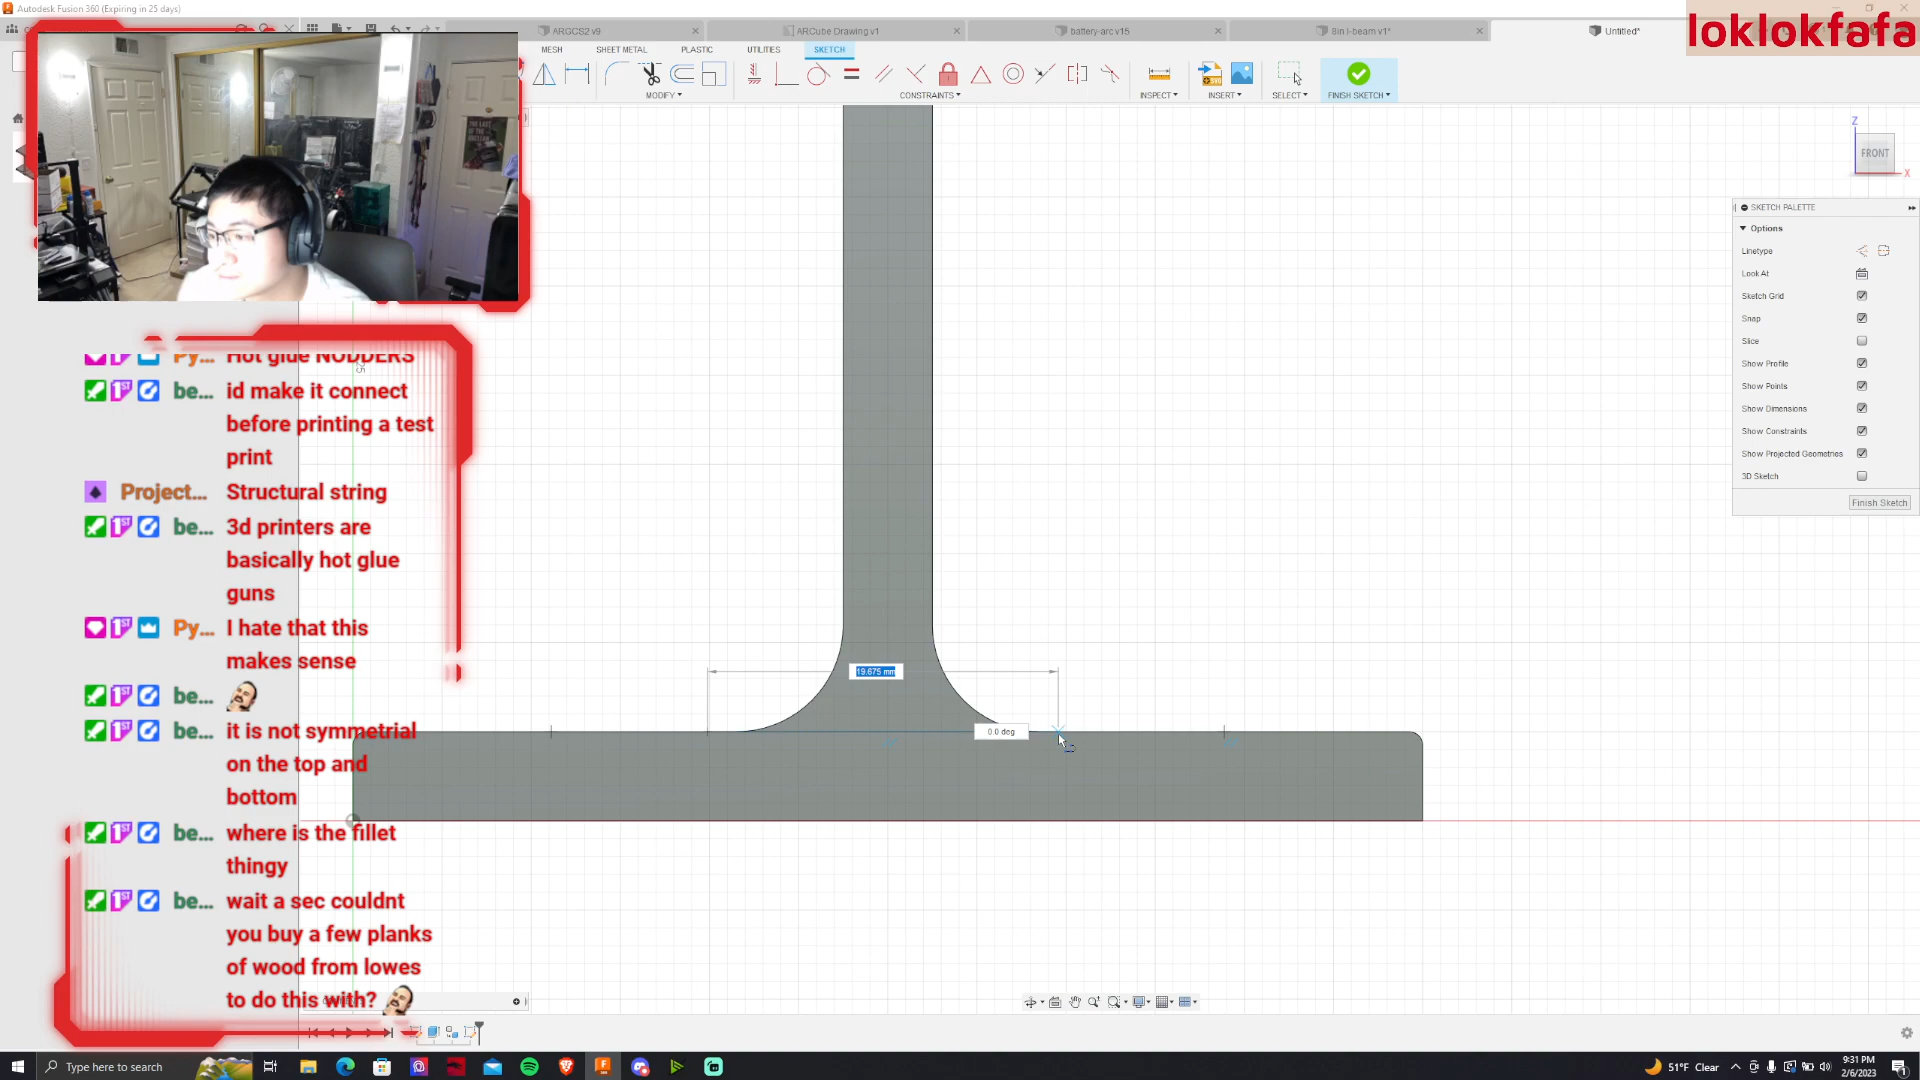 Autodesk Fusion 360 (Expiring in 25 days)
loklokfafa
ARGCS2 v9
ARCube Drawing v1
battery-arc v15
8in I-beam v1*
Untitled*
MESH
SHEET METAL
PLASTIC
UTILITIES
SKETCH
MODIFY
CONSTRAINTS
INSPECT
INSERT
SELECT
FINISH SKETCH
Z
FRONT
X
SKETCH PALETTE
Options
Linetype
Look At
Sketch Grid
Snap
Slice
Show Profile
Show Points
Show Dimensions
Show Constraints
Show Projected Geometries
3D Sketch
Finish Sketch
25
19.675 mm
0.0 deg
Py... Hot glue NODDERS
be... id make it connect
before printing a test
print
Project... Structural string
be... 3d printers are
basically hot glue
guns
Py... I hate that this
makes sense
be...
be... it is not symmetrial
on the top and
bottom
be... where is the fillet
thingy
be... wait a sec couldnt
you buy a few planks
of wood from lowes
to do this with?
Type here to search
51°F Clear
9:31 PM
2/6/2023